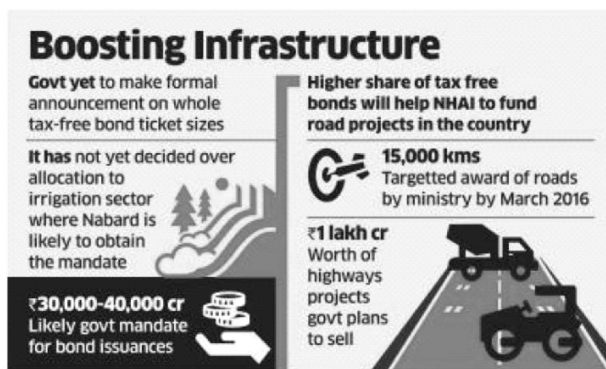 Boosting Infrastructure
Govt yet to make formal
announcement on whole
tax-free bond ticket sizes
It has not yet decided over
allocation to
irrigation sector
where Nabard is
likely to obtain
the mandate
₹30,000-40,000 cr
Likely govt mandate
for bond issuances
Higher share of tax free
bonds will help NHAI to fund
road projects in the country
15,000 kms
Targetted award of roads
by ministry by March 2016
₹1 lakh cr
Worth of
highways
projects
govt plans
to sell